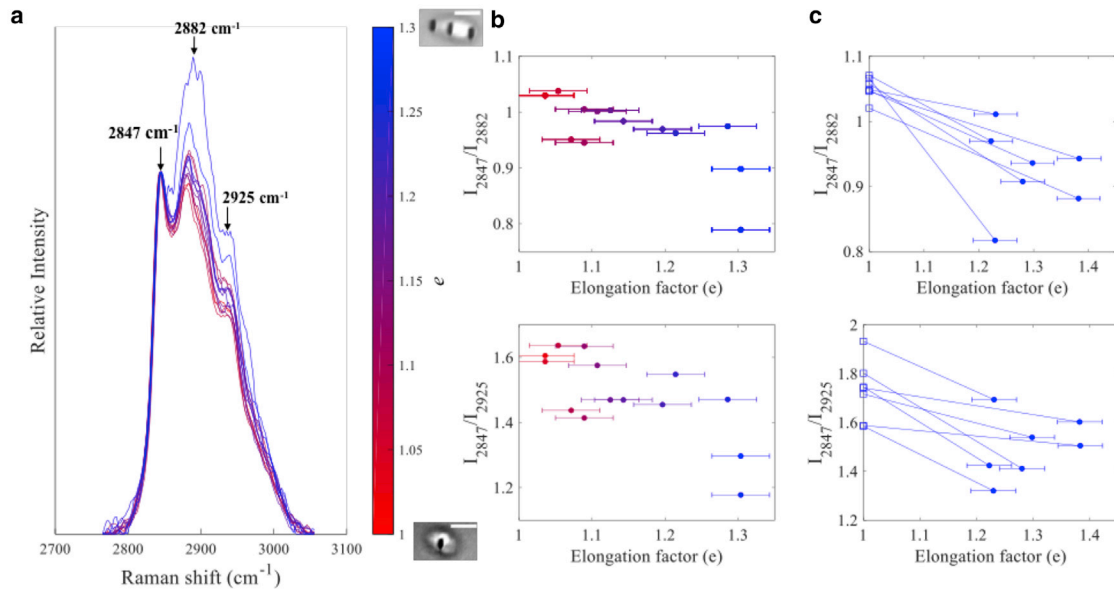 a
2882 cm⁻¹
2847 cm⁻¹
2925 cm⁻¹
Relative Intensity
2700 2800 2900 3000 3100
Raman shift (cm⁻¹)
1.3
1.25
1.2
1.15
1.1
1.05
1
e
b
1.1
1
0.9
0.8
I₂₈₄₇/I₂₈₈₂
1 1.1 1.2 1.3
Elongation factor (e)
1.6
1.4
1.2
I₂₈₄₇/I₂₉₂₅
1 1.1 1.2 1.3
Elongation factor (e)
c
1.1
1
0.9
0.8
I₂₈₄₇/I₂₈₈₂
1 1.1 1.2 1.3 1.4
Elongation factor (e)
2
1.8
1.6
1.4
1.2
I₂₈₄₇/I₂₉₂₅
1 1.1 1.2 1.3 1.4
Elongation factor (e)